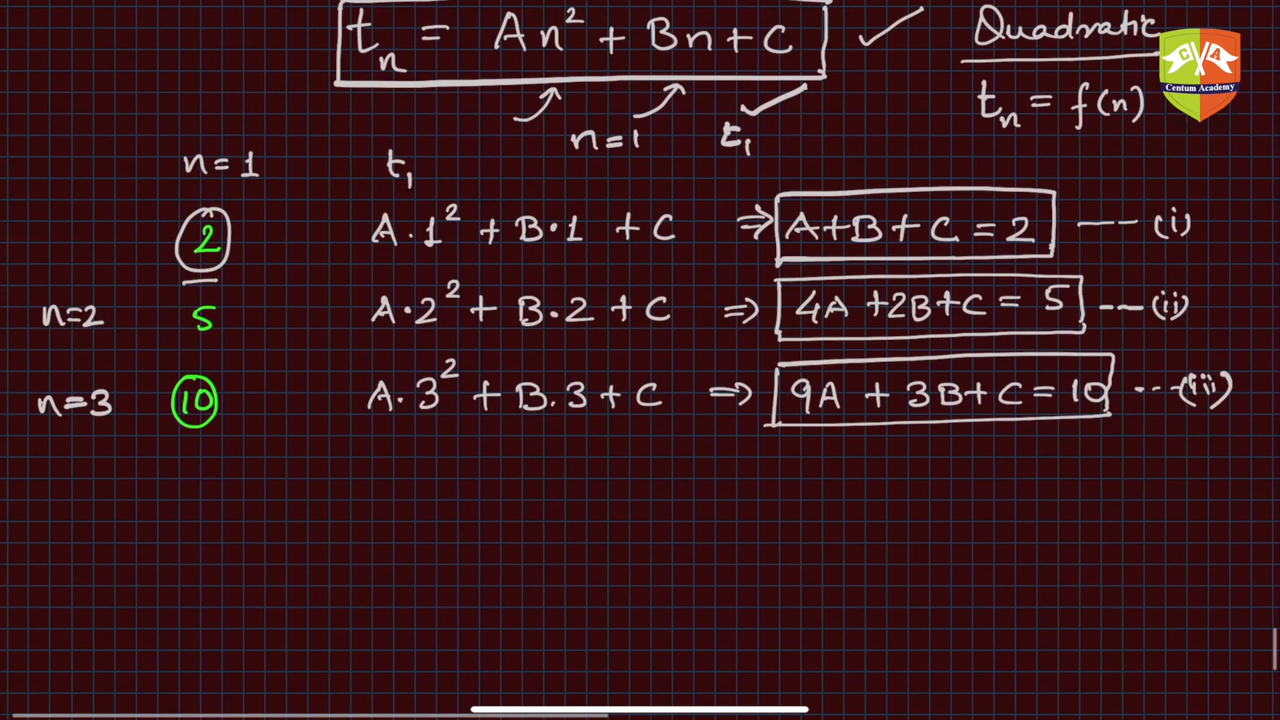 tₙ = An² + Bn + C ✓ Quadratic
C A
Centum Academy
tₙ = f(n)
n=1 t₁
n=1 t₁
2 A·1² + B·1 + C ⇒ A+B+C=2 ---- (i)
n=2 5 A·2² + B·2 + C ⇒ 4A+2B+C = 5 --- (ii)
n=3 10 A·3² + B.3 + C ⇒ 9A + 3B+C=10 --- (iii)